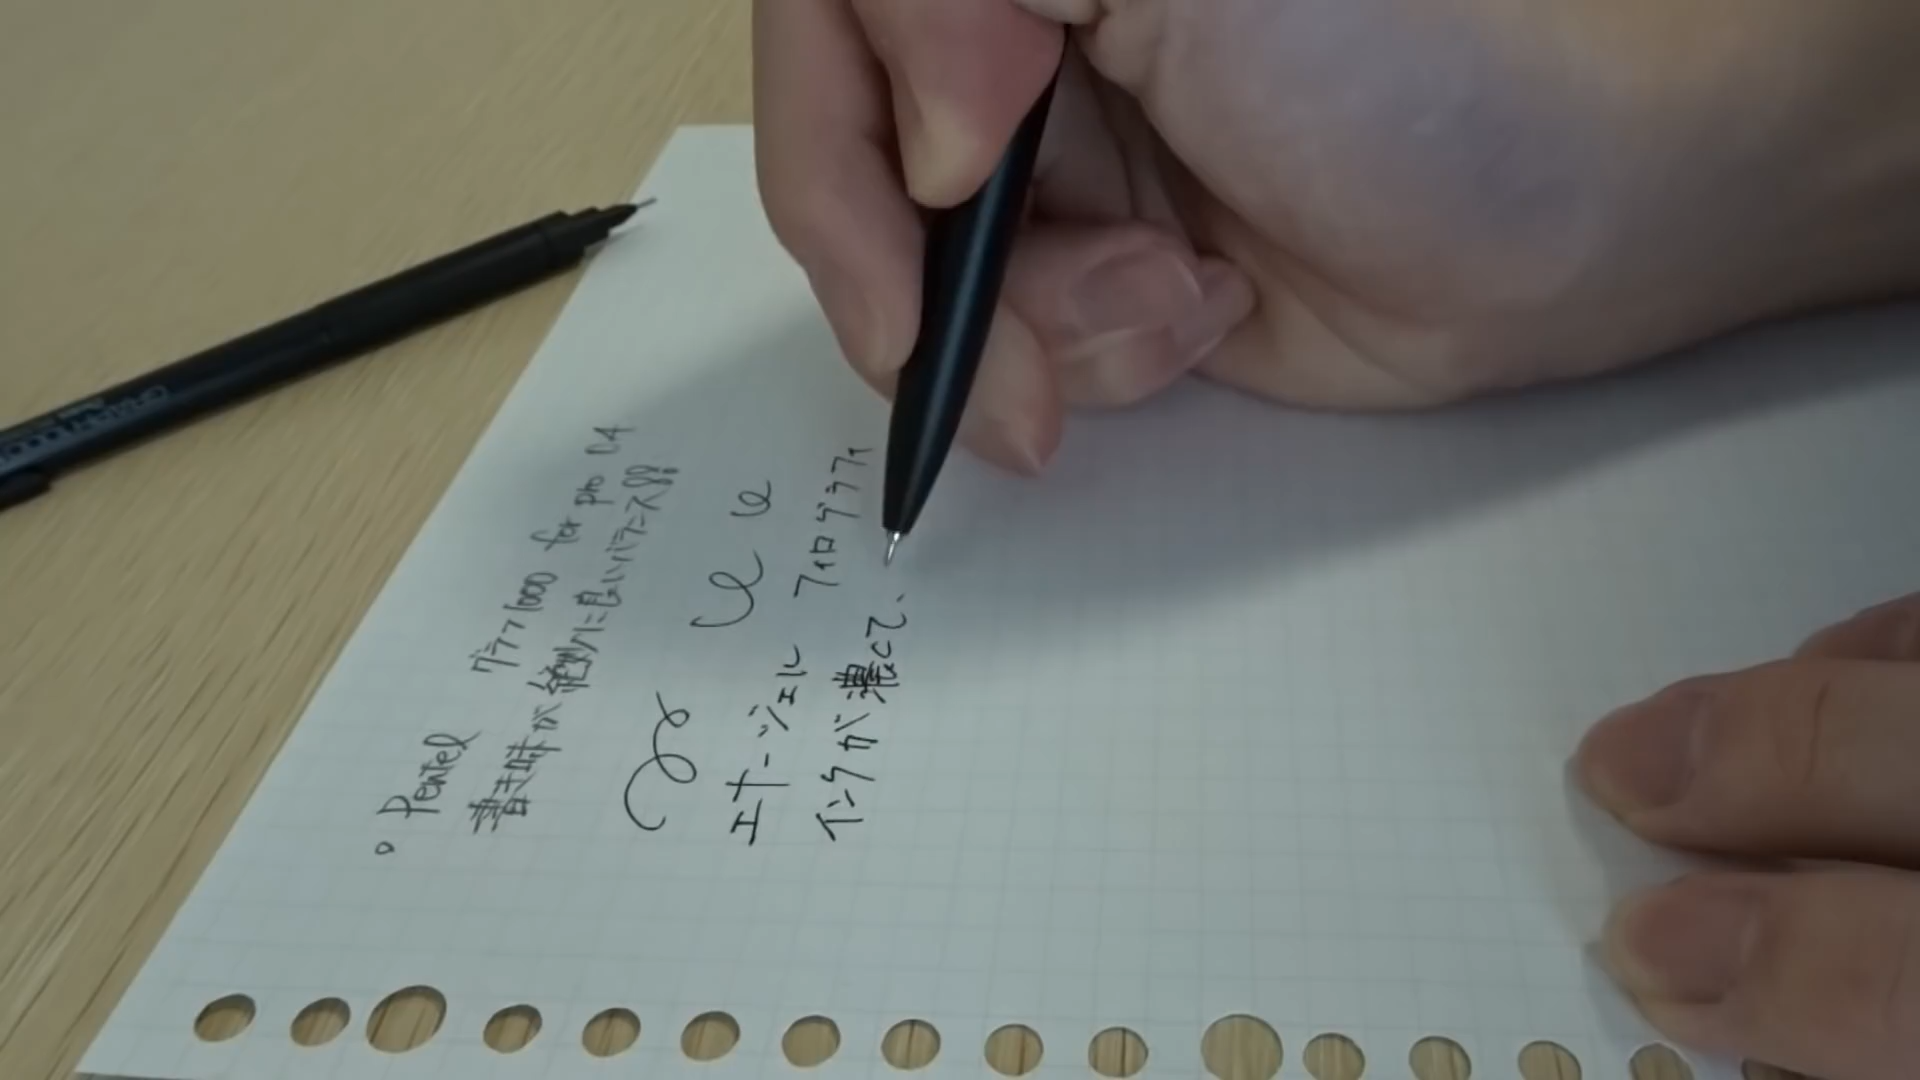 。Pentel グラフ1000 for pro 04
書き味が絶妙に良いバランス
エナージェル フィログラフィ
インクが濃くて、